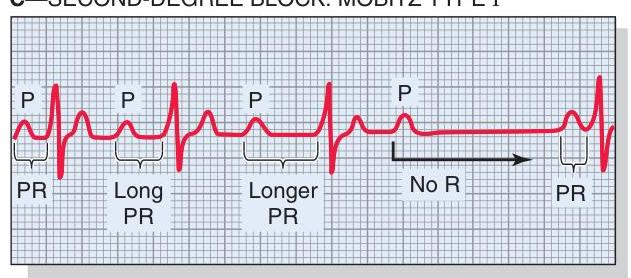 C—SECOND-DEGREE BLOCK: MOBITZ TYPE I
P P P P
PR Long PR Longer PR No R PR